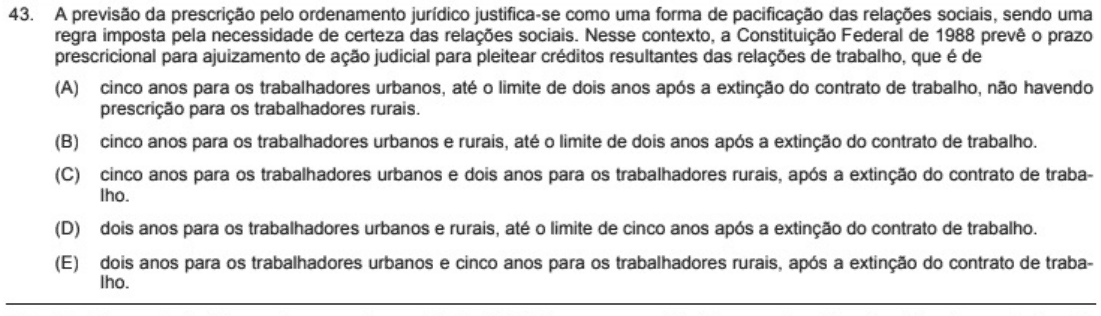 43. A previsão da prescrição pelo ordenamento jurídico justifica-se como uma forma de pacificação das relações sociais, sendo uma
regra imposta pela necessidade de certeza das relações sociais. Nesse contexto, a Constituição Federal de 1988 prevê o prazo
prescricional para ajuizamento de ação judicial para pleitear créditos resultantes das relações de trabalho, que é de
(A) cinco anos para os trabalhadores urbanos, até o limite de dois anos após a extinção do contrato de trabalho, não havendo
prescrição para os trabalhadores rurais.
(B) cinco anos para os trabalhadores urbanos e rurais, até o limite de dois anos após a extinção do contrato de trabalho.
(C) cinco anos para os trabalhadores urbanos e dois anos para os trabalhadores rurais, após a extinção do contrato de traba-
lho.
(D) dois anos para os trabalhadores urbanos e rurais, até o limite de cinco anos após a extinção do contrato de trabalho.
(E) dois anos para os trabalhadores urbanos e cinco anos para os trabalhadores rurais, após a extinção do contrato de traba-
lho.